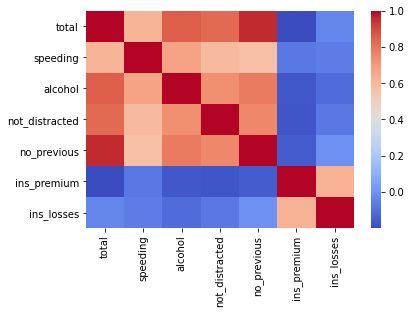 total
speeding
alcohol
not_distracted
no_previous
ins_premium
ins_losses
total
speeding
alcohol
not_distracted
no_previous
ins_premium
ins_losses
1.0
0.8
0.6
0.4
0.2
0.0